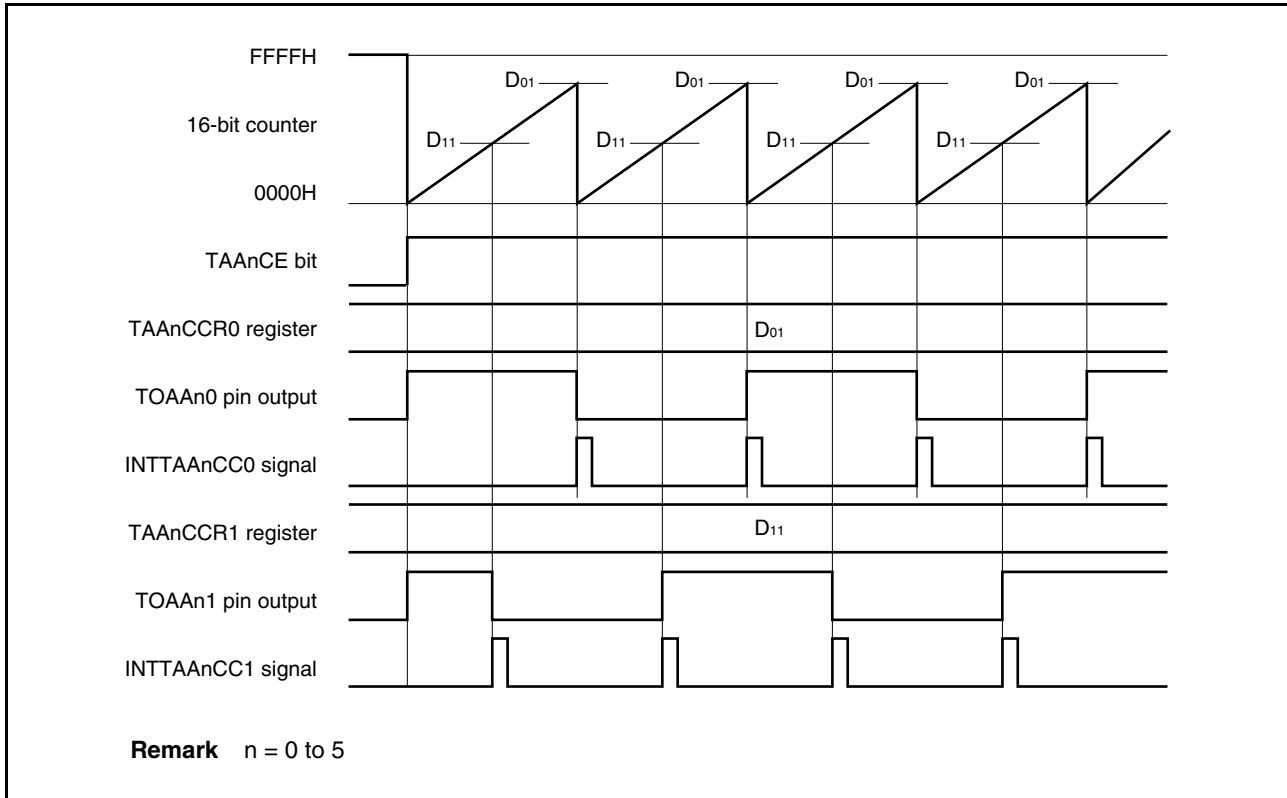 FFFFH
D01 D01 D01 D01
16-bit counter
D11 D11 D11 D11
0000H
TAAnCE bit
TAAnCCR0 register
D01
TOAAn0 pin output
INTTAAnCC0 signal
TAAnCCR1 register
D11
TOAAn1 pin output
INTTAAnCC1 signal
Remark n = 0 to 5